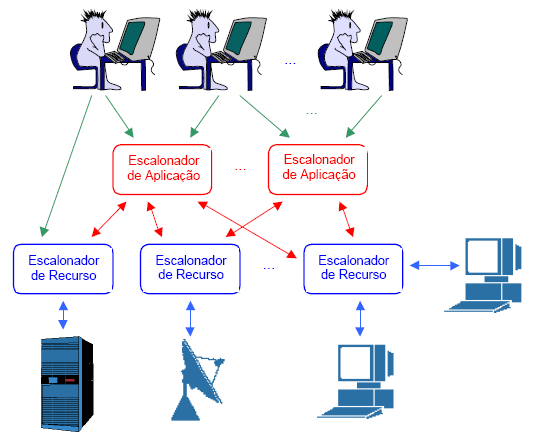 ...
...
Escalonador
de Aplicação
...
Escalonador
de Aplicação
Escalonador
de Recurso
Escalonador
de Recurso
...
Escalonador
de Recurso